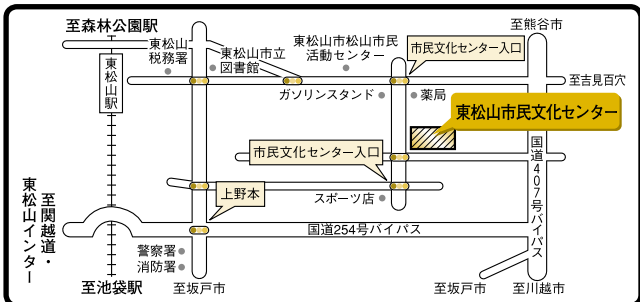 至森林公園駅
至熊谷市
東松山
税務署
東松山市立
図書館
東松山市松山市民
活動センター
市民文化センター入口
至吉見百穴
東松山駅
ガソリンスタンド
薬局
東松山市民文化センター
市民文化センター入口
国道407号バイパス
上野本
スポーツ店
至関越道・
東松山インター
国道254号バイパス
警察署
消防署
至池袋駅
至坂戸市
至坂戸市
至川越市